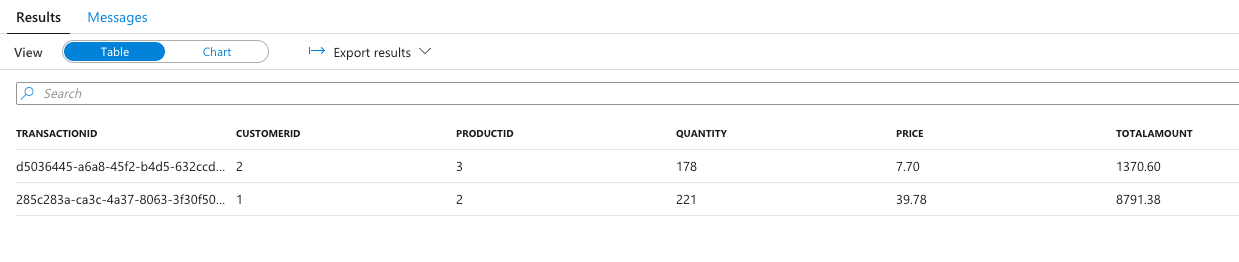 Results Messages
View Table Chart Export results
Search
TRANSACTIONID CUSTOMERID PRODUCTID QUANTITY PRICE TOTALAMOUNT
d5036445-a6a8-45f2-b4d5-632ccd... 2 3 178 7.70 1370.60
285c283a-ca3c-4a37-8063-3f30f50... 1 2 221 39.78 8791.38